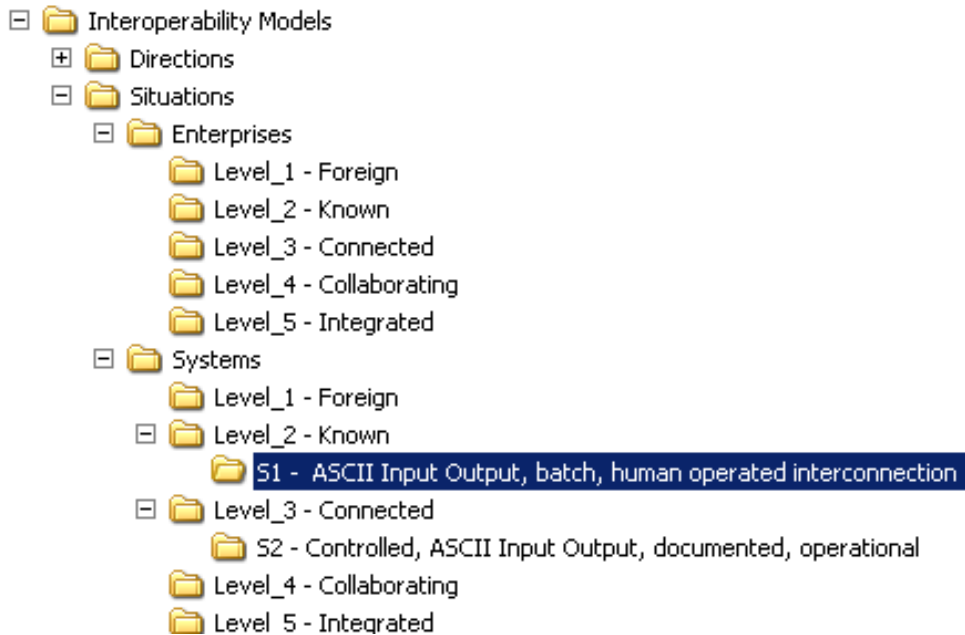 Interoperability Models
Directions
Situations
Enterprises
Level_1 - Foreign
Level_2 - Known
Level_3 - Connected
Level_4 - Collaborating
Level_5 - Integrated
Systems
Level_1 - Foreign
Level_2 - Known
S1 - ASCII Input Output, batch, human operated interconnection
Level_3 - Connected
S2 - Controlled, ASCII Input Output, documented, operational
Level_4 - Collaborating
Level_5 - Integrated